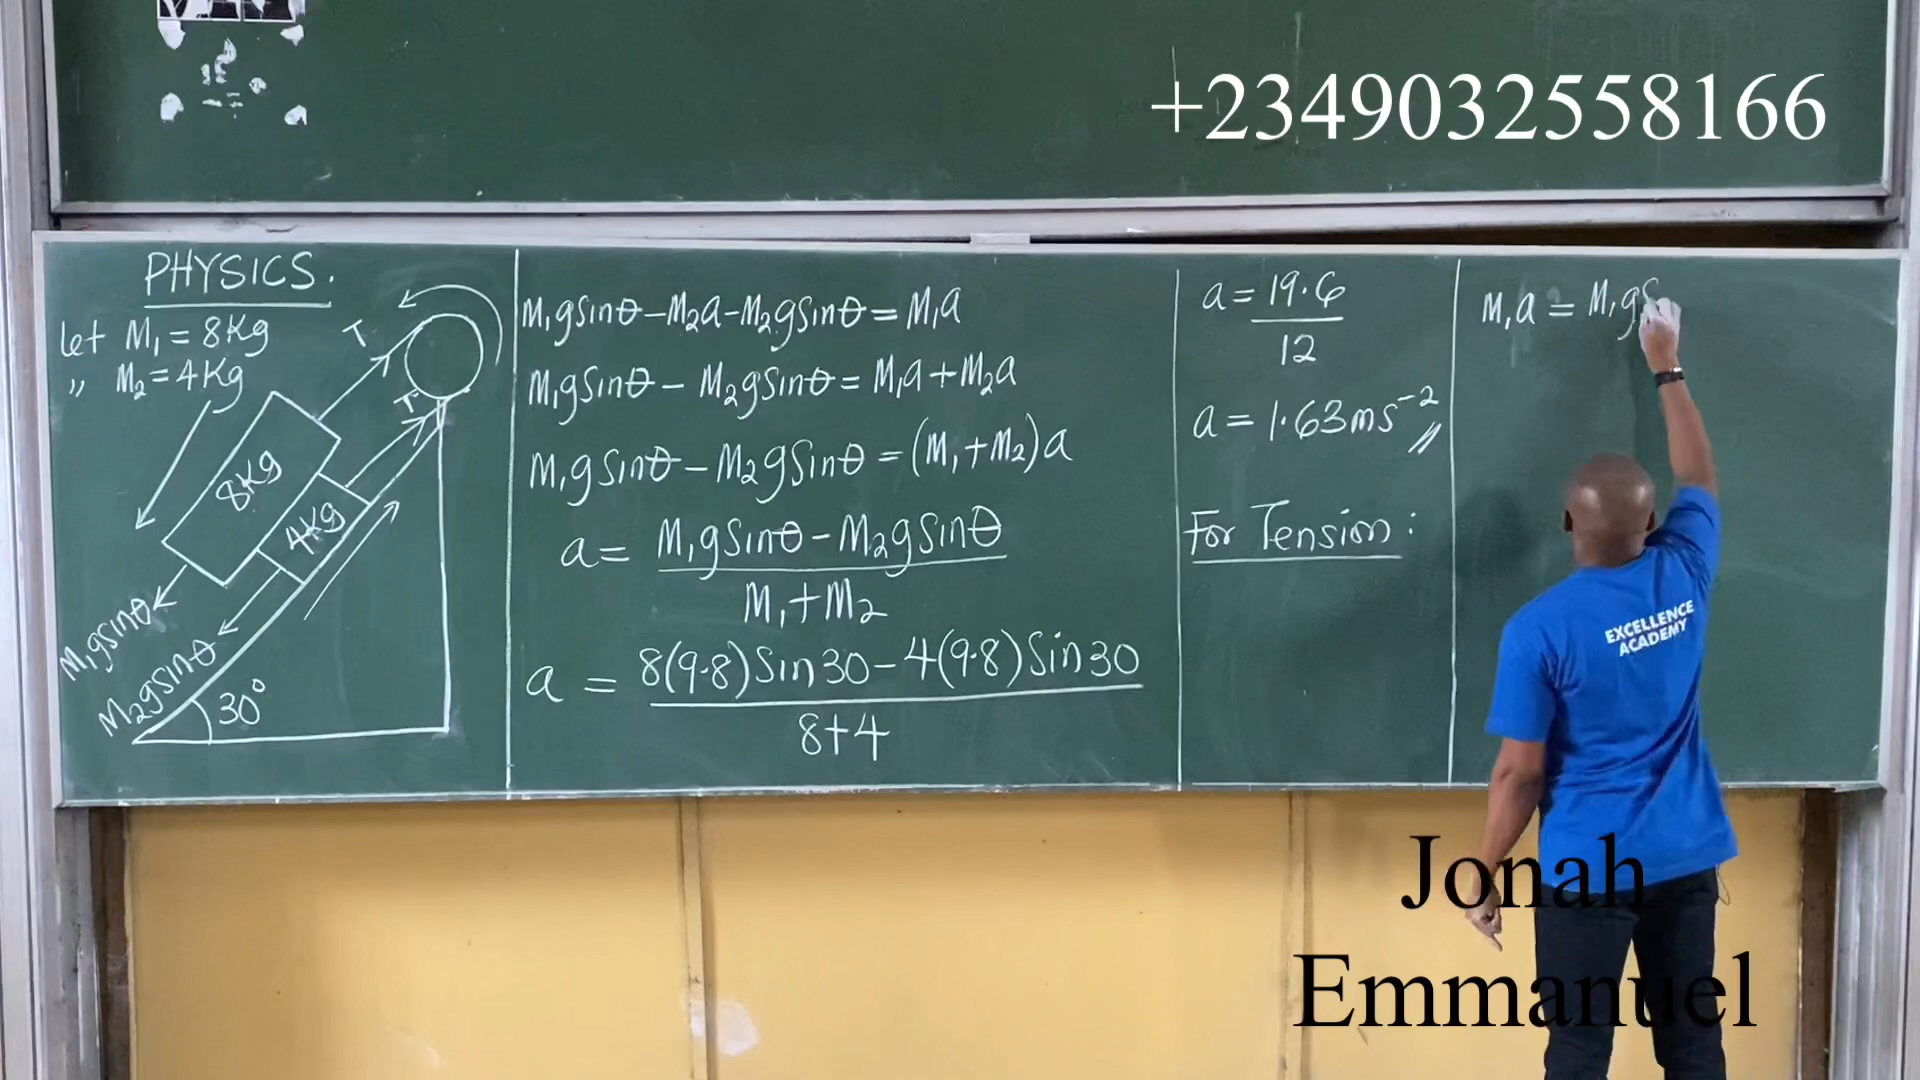 +2349032558166
PHYSICS.
let M₁ = 8Kg
,, M₂ = 4Kg
T
T
8Kg
4Kg
M₁gsinθ
M₂gsinθ
30°
M₁gsinθ – M₂a – M₂gsinθ = M₁a
M₁gsinθ – M₂gsinθ = M₁a + M₂a
M₁gsinθ – M₂gsinθ = (M₁ + M₂)a
a = M₁gsinθ – M₂gsinθ
M₁ + M₂
a = 8(9.8)Sin30 – 4(9.8)Sin30
8+4
a = 19.6
12
a = 1.63ms⁻²
For Tension:
M₁a = M₁gs
EXCELLENCE
ACADEMY
Jonah
Emmanuel